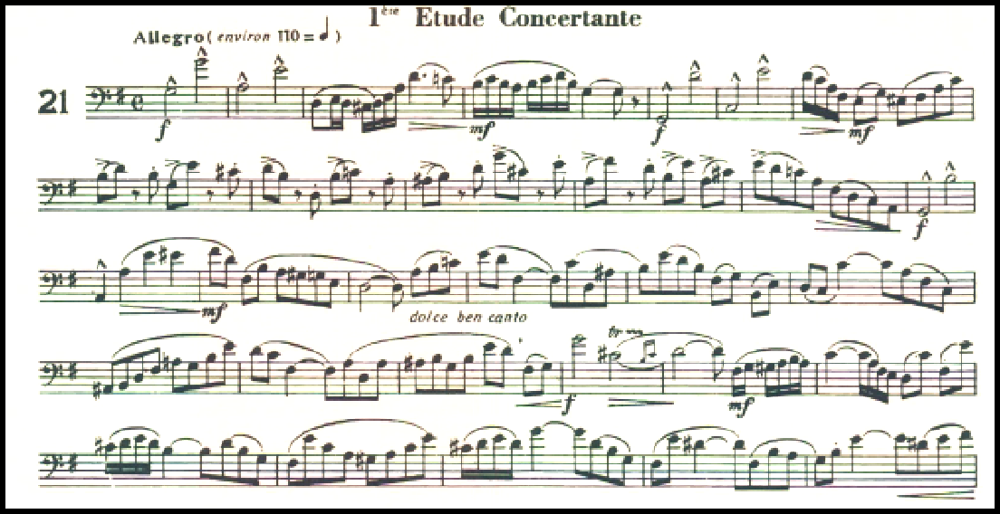 1ère Etude Concertante
Allegro ( environ 110 = ♩ )
21
f
mf
f
mf
f
mf
dolce ben canto
tr
f
mf